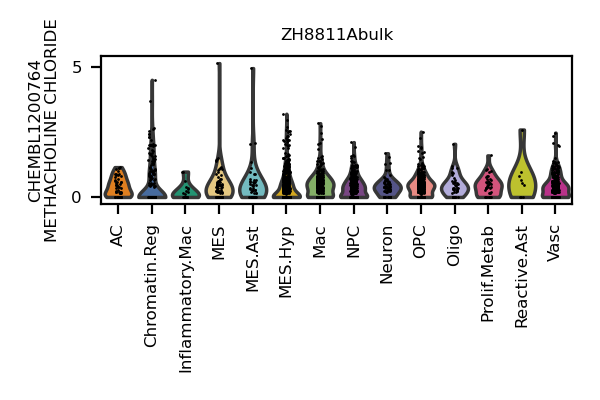 ZH8811Abulk
CHEMBL1200764
METHACHOLINE CHLORIDE
5
0
AC
Chromatin.Reg
Inflammatory.Mac
MES
MES.Ast
MES.Hyp
Mac
NPC
Neuron
OPC
Oligo
Prolif.Metab
Reactive.Ast
Vasc